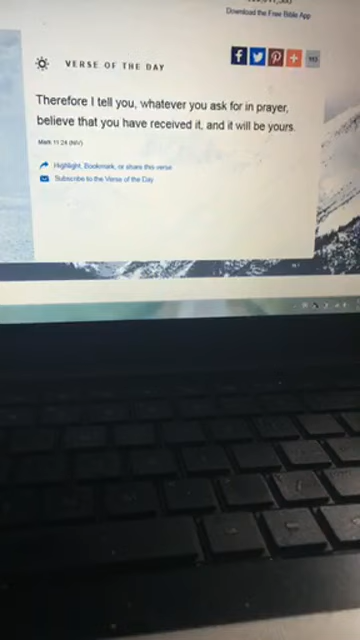 Download the Free Bible App
VERSE OF THE DAY
Therefore I tell you, whatever you ask for in prayer,
believe that you have received it, and it will be yours.
Mark 11:24 (NIV)
Highlight, Bookmark, or share this verse
Subscribe to the Verse of the Day